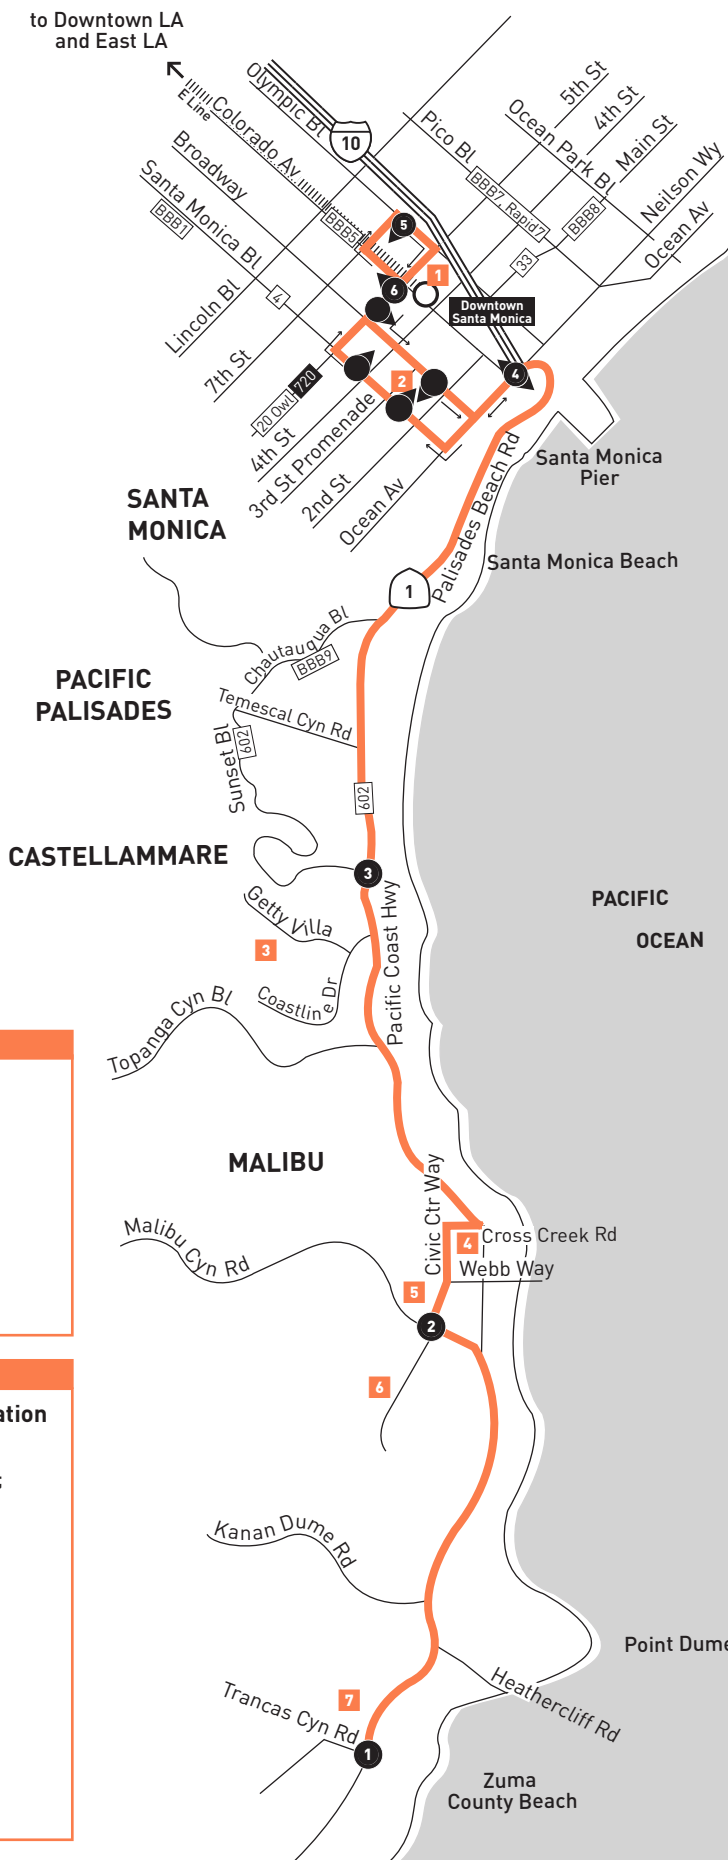 to Downtown LA
and East LA
E Line
Olympic Bl
10
Colorado Av
Broadway
Santa Monica Bl
BBB1
BBB5
4
Pico Bl
BBB7, Rapid7
5th St
4th St
Ocean Park Bl
Main St
BBB8
33
Neilson Wy
Ocean Av
5
1
6
Downtown
Santa Monica
4
Lincoln Bl
7th St
720
20 Owl
2
4th St
3rd St Promenade
2nd St
Ocean Av
Palisades Beach Rd
Santa Monica
Pier
SANTA
MONICA
Santa Monica Beach
1
Chautauqua Bl
BBB9
PACIFIC
PALISADES
Temescal Cyn Rd
Sunset Bl
602
602
CASTELLAMMARE
3
Getty Villa
3
Coastline Dr
Pacific Coast Hwy
PACIFIC
OCEAN
Topanga Cyn Bl
MALIBU
Civic Ctr Way
Malibu Cyn Rd
4
Cross Creek Rd
Webb Way
5
2
6
ation
Kanan Dume Rd
Point Dume
Heathercliff Rd
7
Trancas Cyn Rd
1
Zuma
County Beach